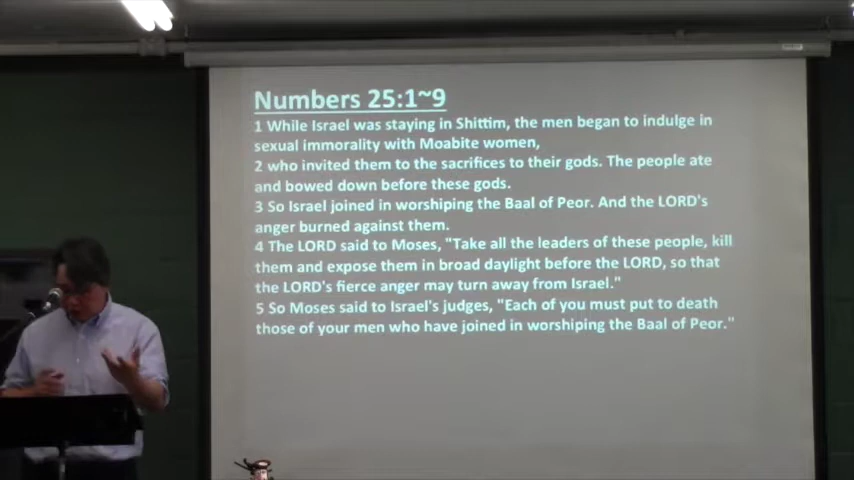 Numbers 25:1~9
1 While Israel was staying in Shittim, the men began to indulge in
sexual immorality with Moabite women,
2 who invited them to the sacrifices to their gods. The people ate
and bowed down before these gods.
3 So Israel joined in worshiping the Baal of Peor. And the LORD's
anger burned against them.
4 The LORD said to Moses, "Take all the leaders of these people, kill
them and expose them in broad daylight before the LORD, so that
the LORD's fierce anger may turn away from Israel."
5 So Moses said to Israel's judges, "Each of you must put to death
those of your men who have joined in worshiping the Baal of Peor."